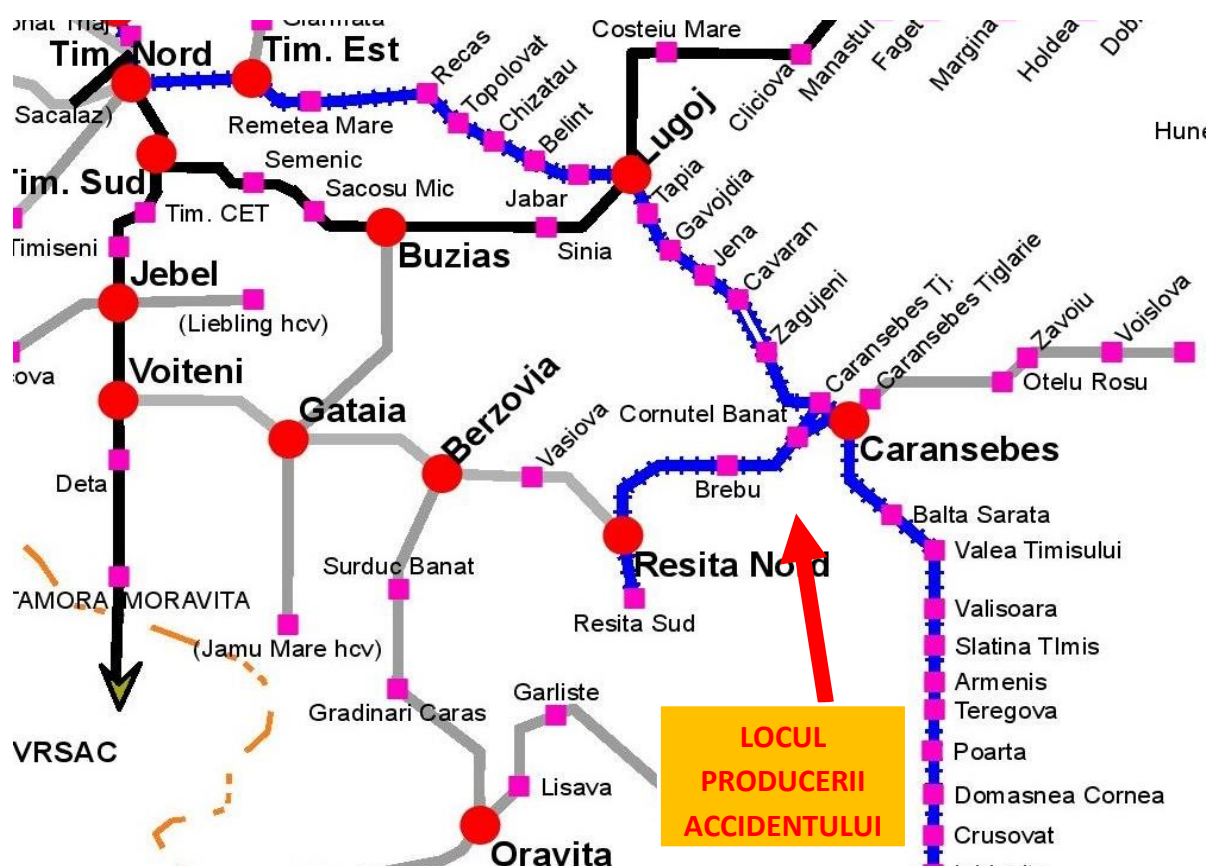 Tim. Nord
Giarmata
Tim. Est
Recas
Topolovat
Chizatau
Belint
Costeiu Mare
Cliciova
Manastur
Faget
Margina
Holdea
Sacalaz)
Remetea Mare
Lugoj
Tim. Sud
Semenic
Sacosu Mic
Jabar
Tapia
Gavojdia
Jena
Cavaran
Zagujeni
Tim. CET
Buzias
Sinia
Jebel
(Liebling hcv)
Caransebes Tj.
Caransebes Tiglarie
Zavoiu
Voislova
Otelu Rosu
Voiteni
Gataia
Berzovia
Vasiova
Cornutel Banat
Caransebes
Deta
Brebu
Balta Sarata
Valea Timisului
Surduc Banat
Resita Nord
MORAVITA
Resita Sud
Valisoara
(Jamu Mare hcv)
Slatina TImis
Armenis
Gradinari Caras
Garliste
Teregova
VRSAC
LOCUL
PRODUCERII
ACCIDENTULUI
Poarta
Lisava
Domasnea Cornea
Crusovat
Oravita